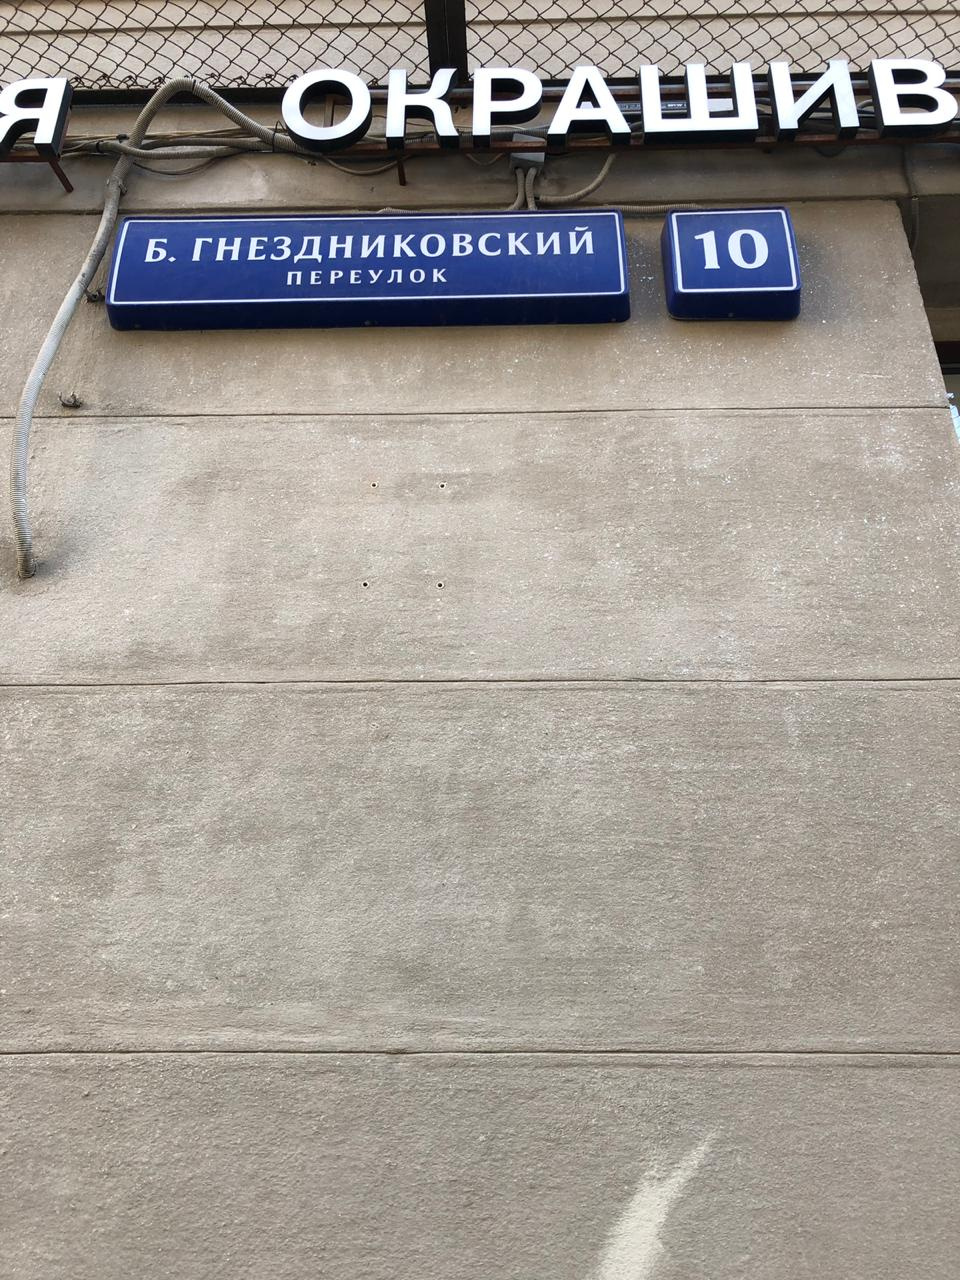 Я ОКРАШИВ
Б. ГНЕЗДНИКОВСКИЙ
ПЕРЕУЛОК
10